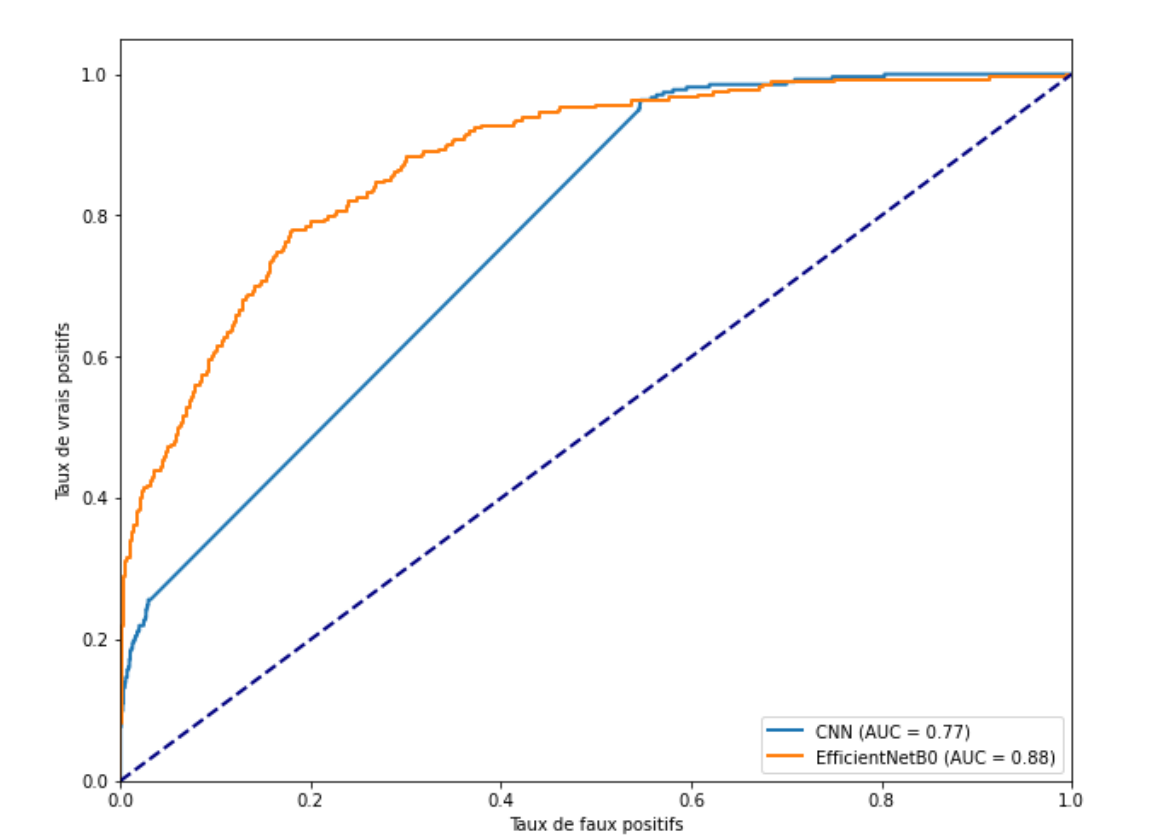 1.0
0.8
0.6
0.4
0.2
0.0
Taux de vrais positifs
CNN (AUC = 0.77)
EfficientNetB0 (AUC = 0.88)
0.0 0.2 0.4 0.6 0.8 1.0
Taux de faux positifs